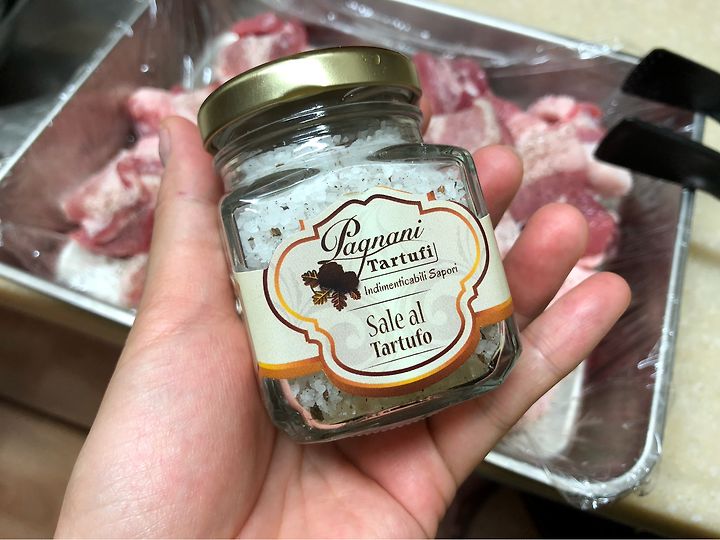 Pagnani
Tartufi
Indimenticabili Sapori
Sale al
Tartufo